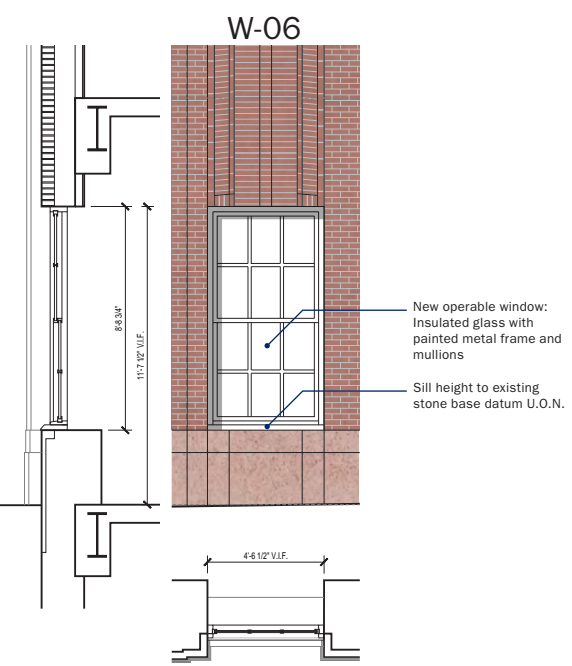 W-06
8'-8 3/4"
11'-7 1/2" V.I.F.
New operable window:
Insulated glass with
painted metal frame and
mullions
Sill height to existing
stone base datum U.O.N.
4'-6 1/2" V.I.F.